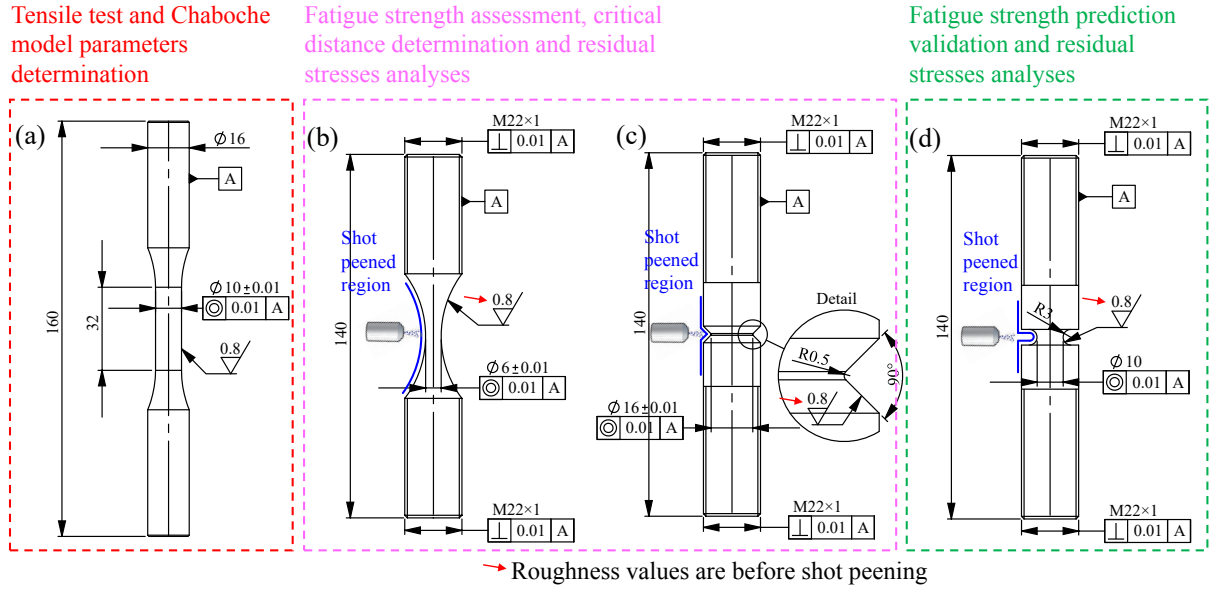 Tensile test and Chaboche
model parameters
determination
Fatigue strength assessment, critical
distance determination and residual
stresses analyses
Fatigue strength prediction
validation and residual
stresses analyses
(a)
∅16
A
∅10±0.01
◎ 0.01 A
32
160
0.8
(b)
M22×1
⊥ 0.01 A
A
Shot
peened
region
0.8
140
∅6±0.01
◎ 0.01 A
M22×1
⊥ 0.01 A
(c)
M22×1
⊥ 0.01 A
A
Shot
peened
region
Detail
R0.5
90°
0.8
140
∅16±0.01
◎ 0.01 A
M22×1
⊥ 0.01 A
(d)
M22×1
⊥ 0.01 A
A
Shot
peened
region
R3
0.8
140
∅10
◎ 0.01 A
M22×1
⊥ 0.01 A
Roughness values are before shot peening